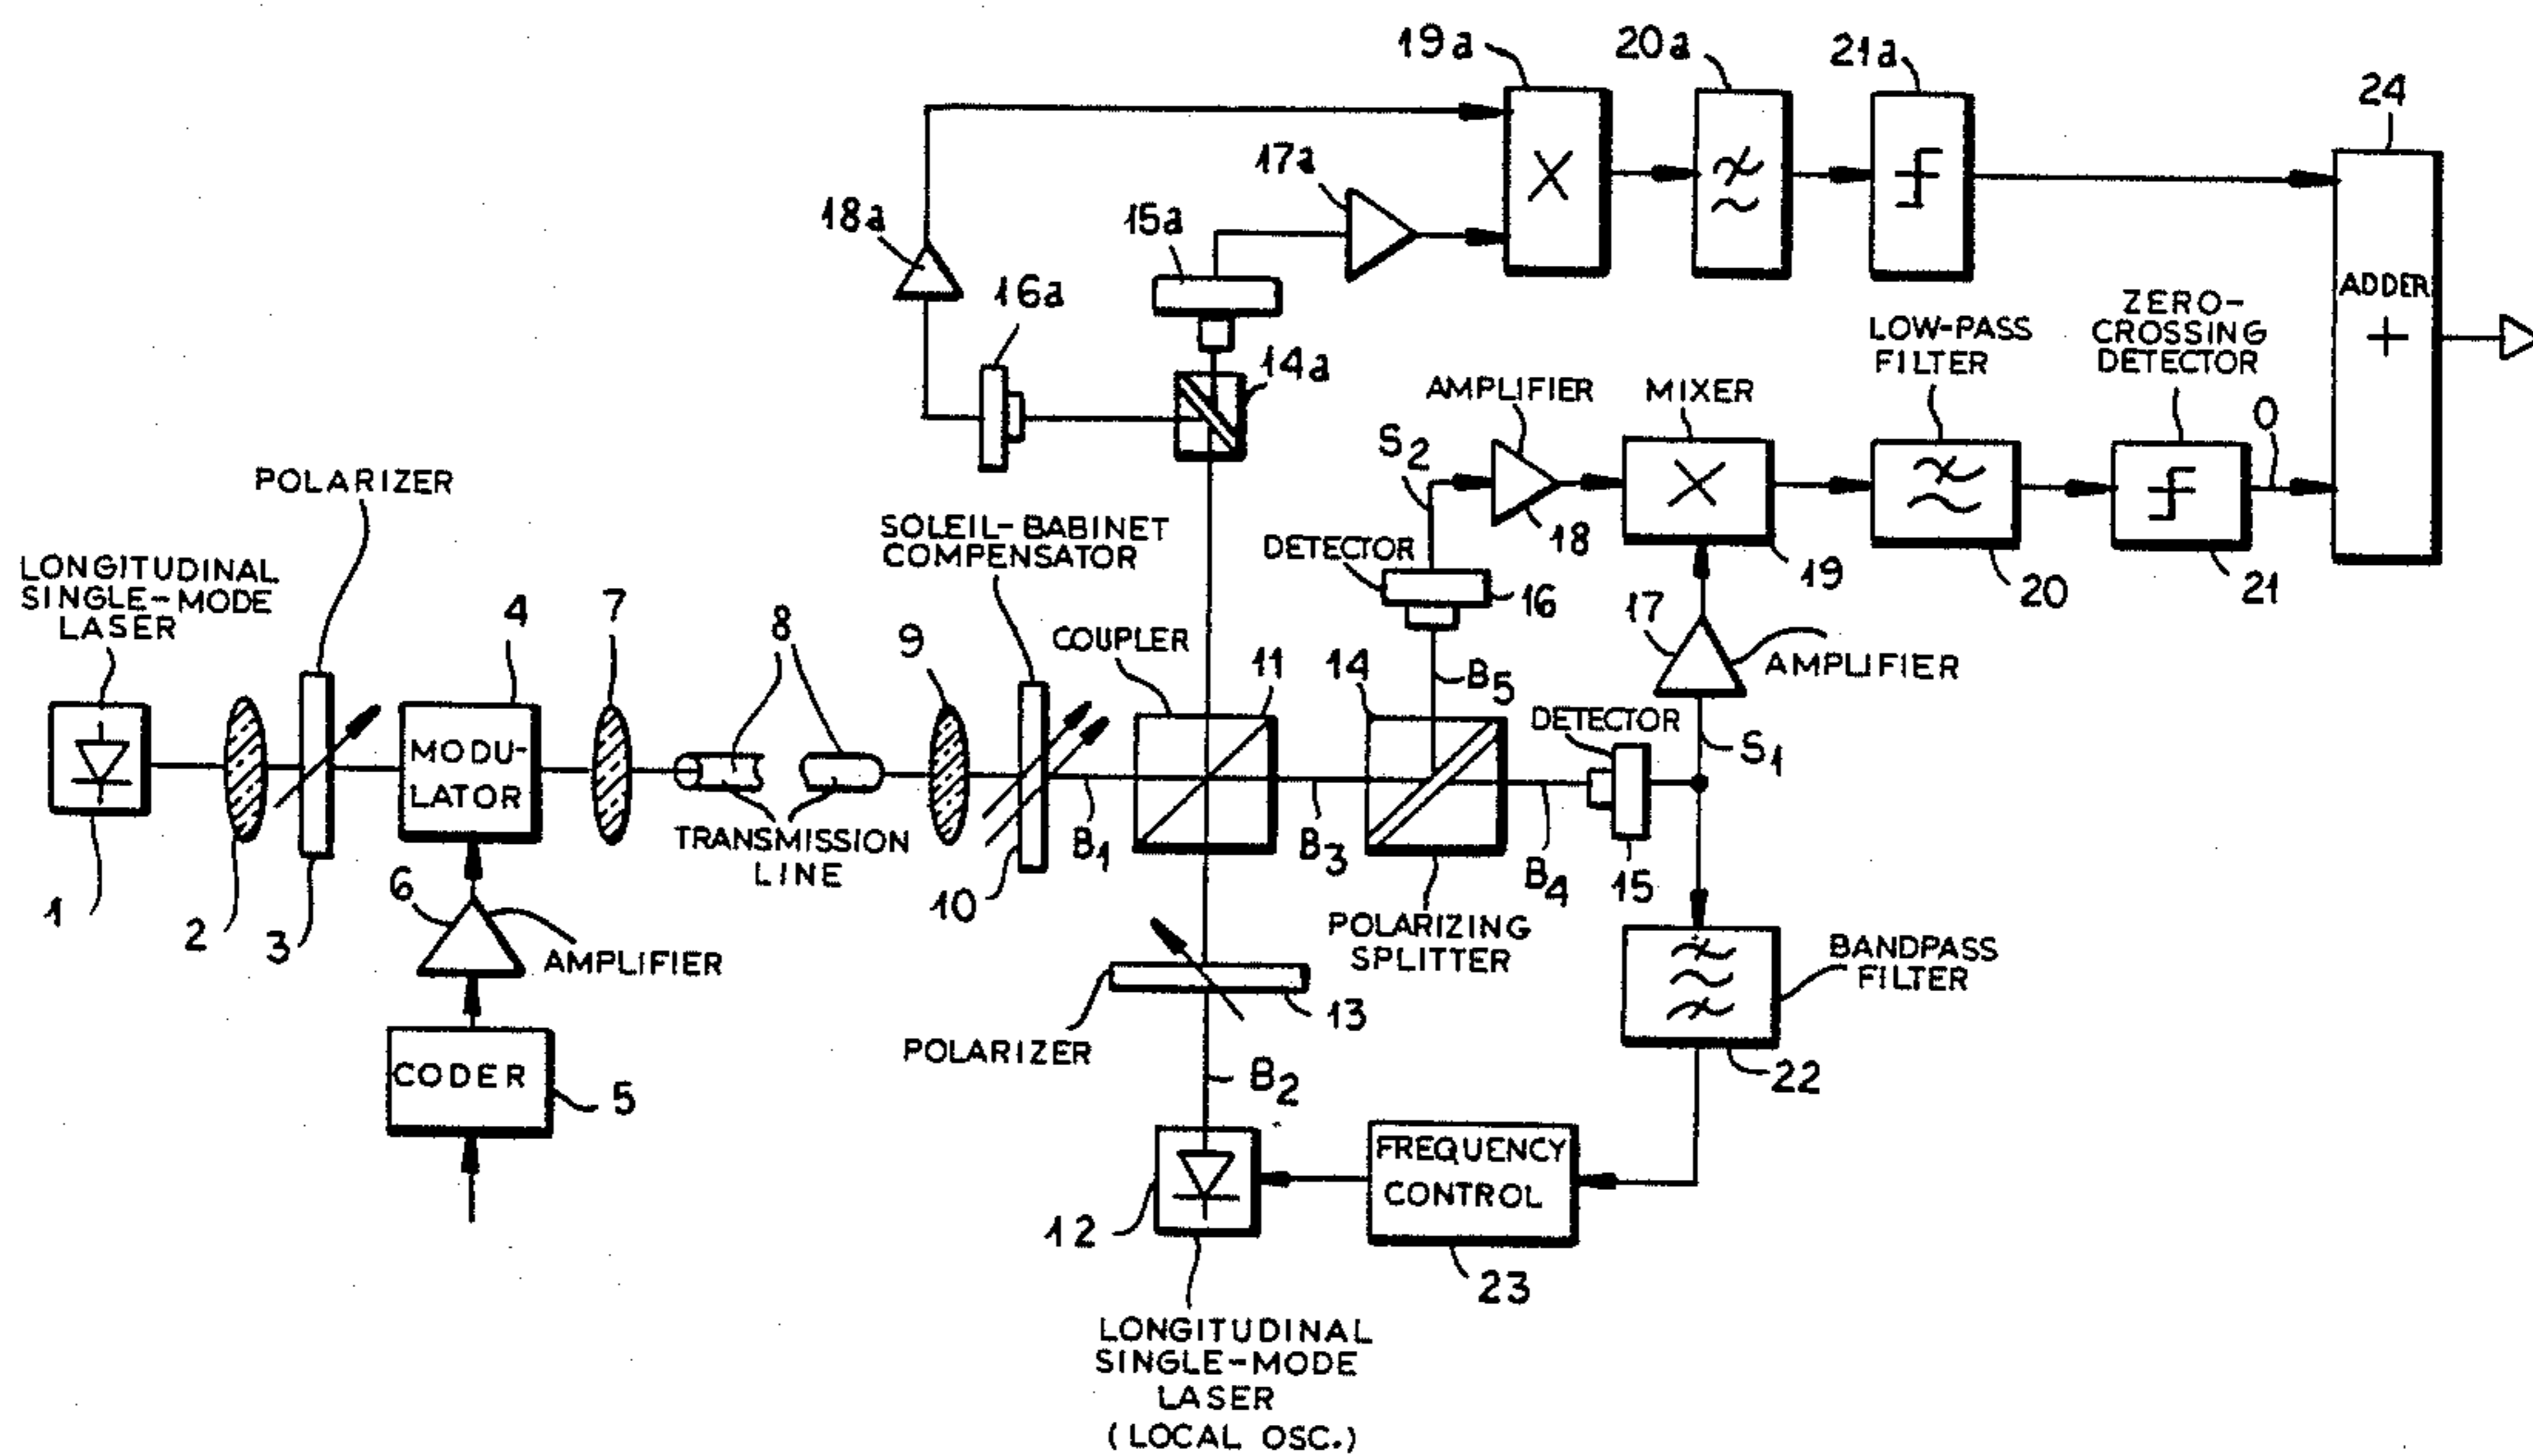 19a
20a
21a
24
17a
18a
15a
16a
14a
ADDER
+
ZERO-
CROSSING
DETECTOR
LOW-PASS
FILTER
AMPLIFIER
MIXER
O
S2
POLARIZER
SOLEIL-BABINET
COMPENSATOR
DETECTOR
18
19
20
21
16
LONGITUDINAL
SINGLE-MODE
LASER
4
7
8
9
COUPLER
11
14
B5
17
AMPLIFIER
DETECTOR
S1
MODU-
LATOR
TRANSMISSION
LINE
B1
B3
B4
15
1
2
3
6
10
AMPLIFIER
POLARIZING
SPLITTER
BANDPASS
FILTER
13
POLARIZER
CODER
5
B2
22
FREQUENCY
CONTROL
12
23
LONGITUDINAL
SINGLE-MODE
LASER
(LOCAL OSC.)